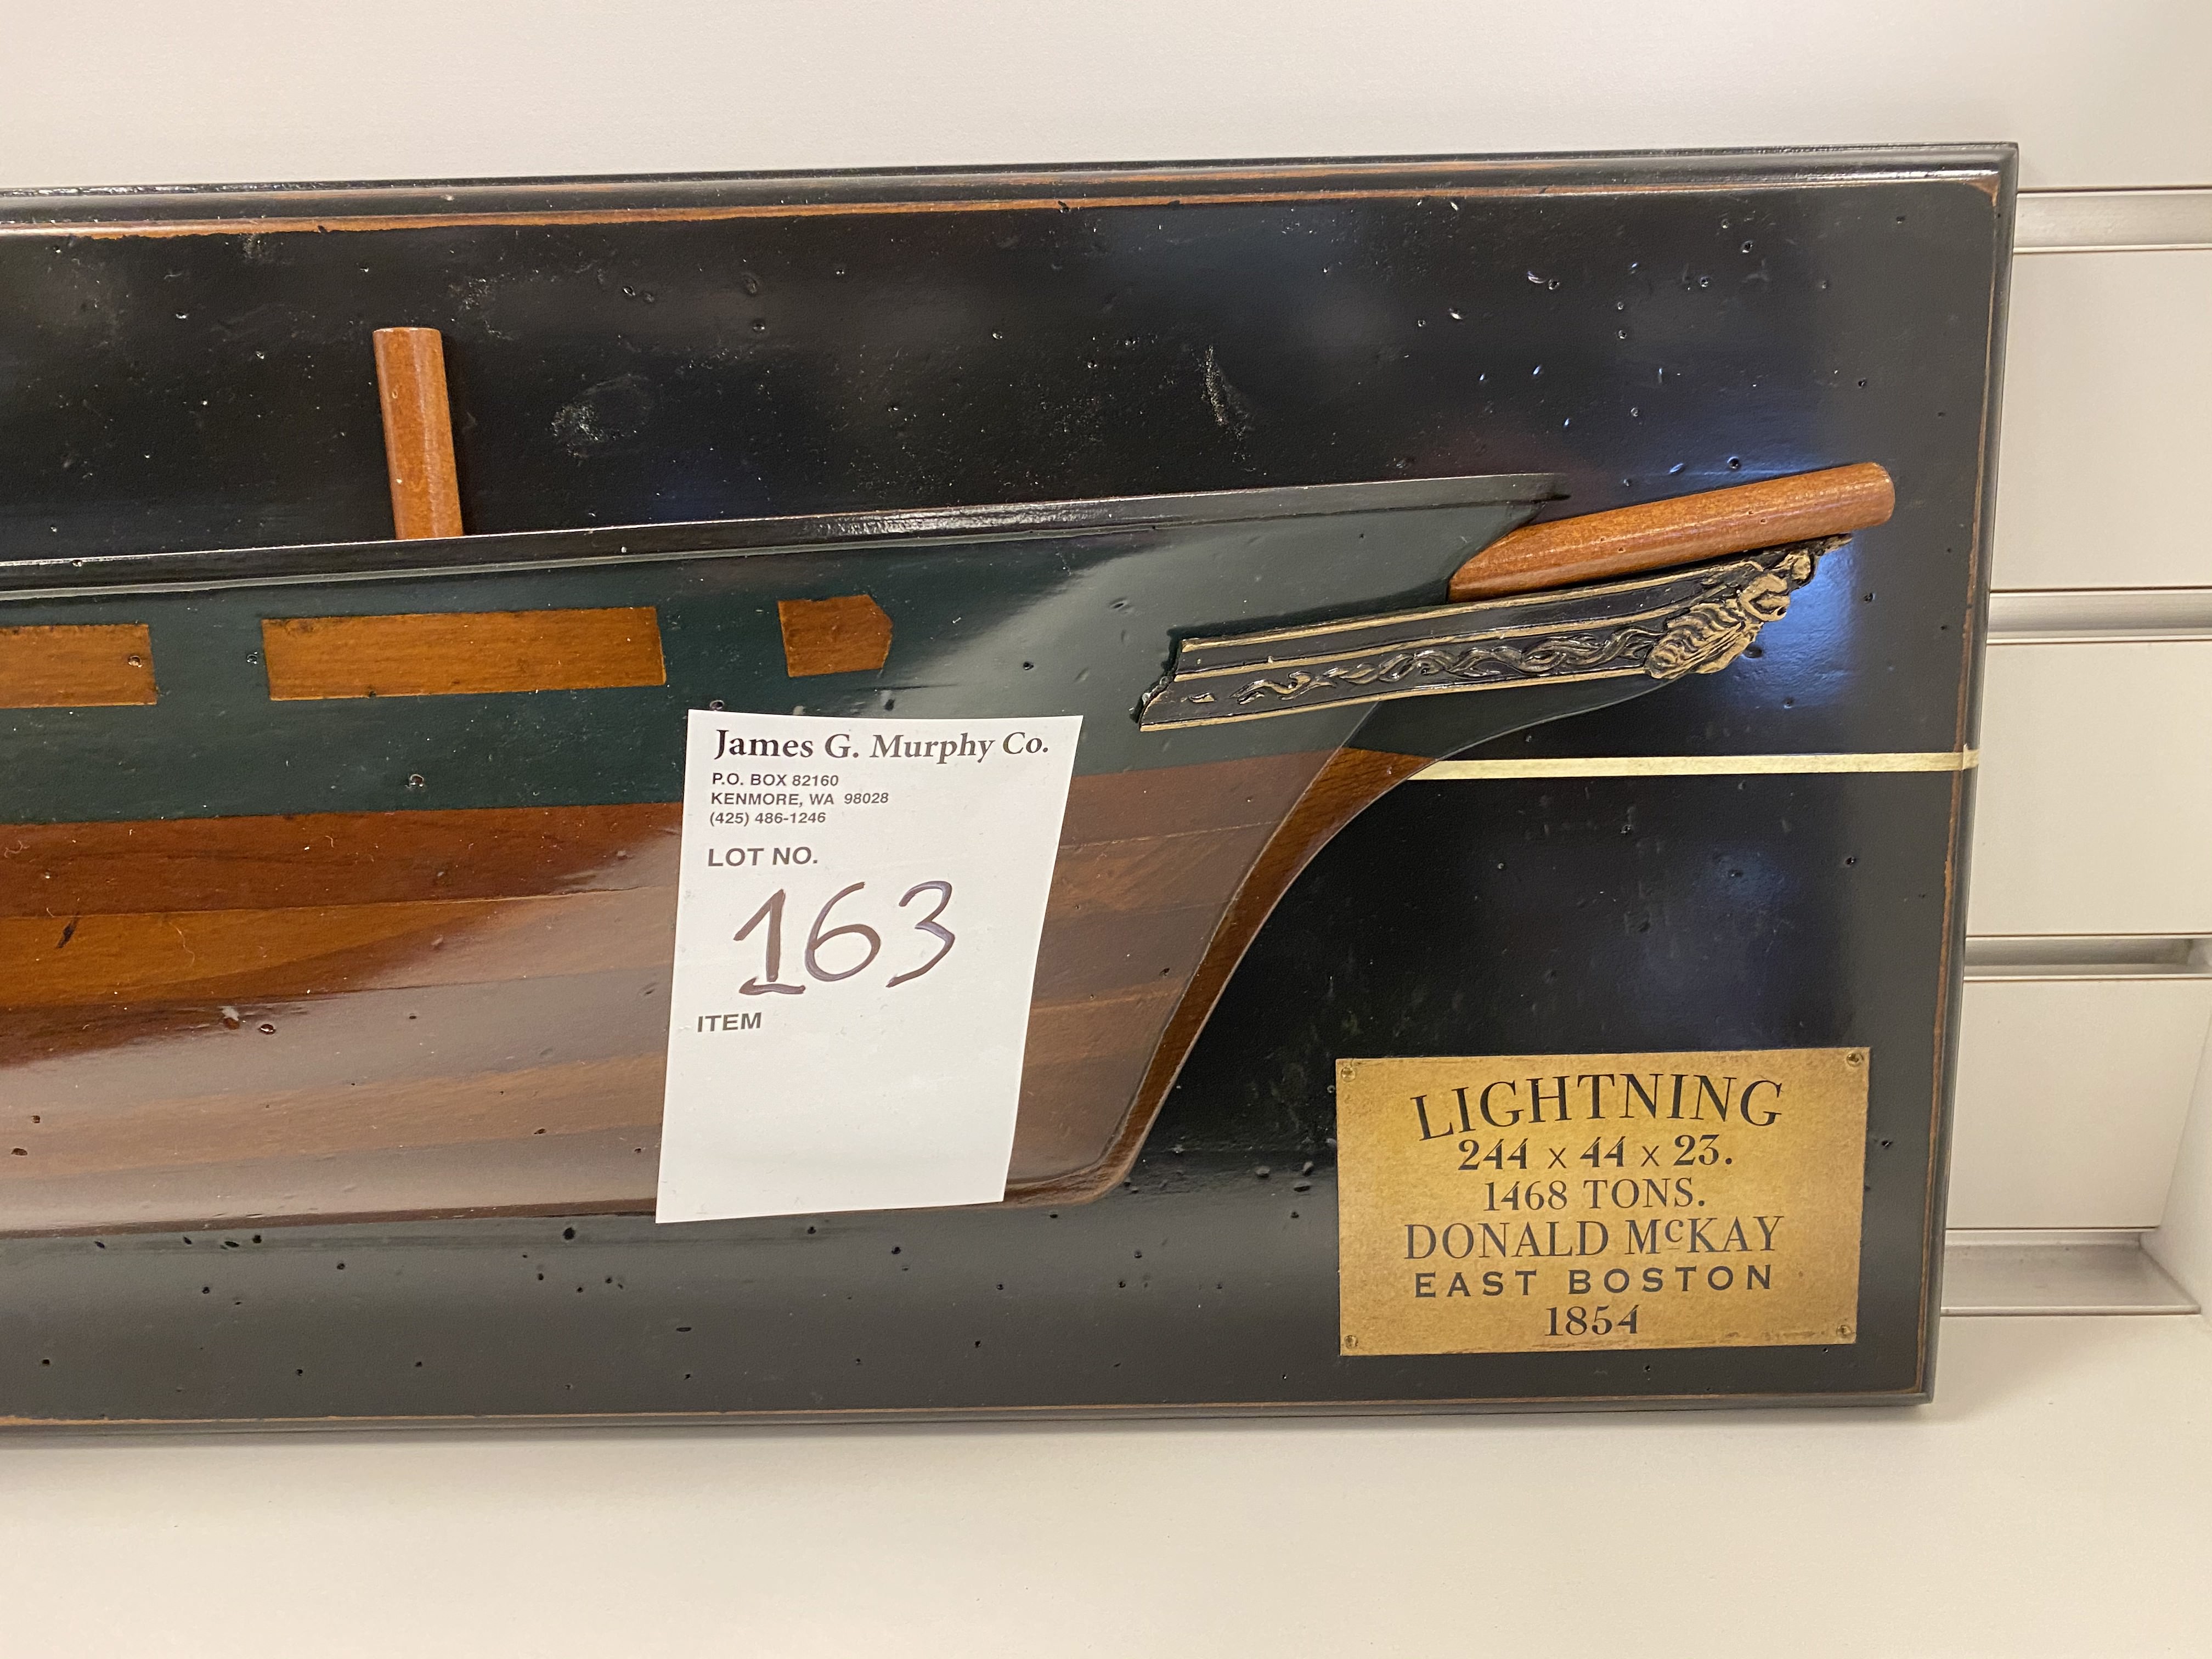 James G. Murphy Co.
P.O. BOX 82160
KENMORE, WA 98028
(425) 486-1246
LOT NO.
163
ITEM
LIGHTNING
244 x 44 x 23.
1468 TONS.
DONALD McKAY
EAST BOSTON
1854